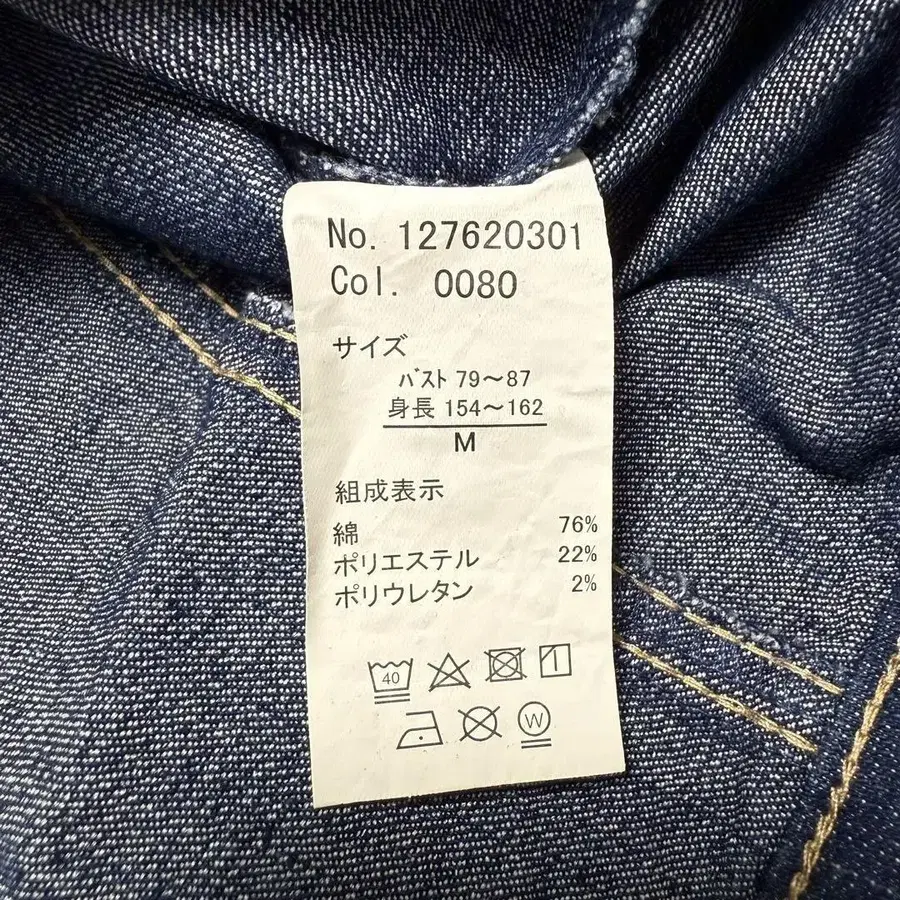 No. 127620301
Col. 0080
サイズ
ﾊﾞｽﾄ 79～87
身長 154～162
M
組成表示
綿 76%
ポリエステル 22%
ポリウレタン 2%
40
W